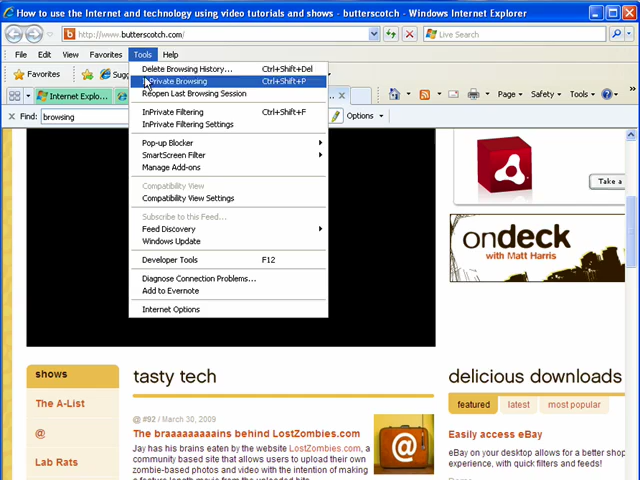 How to use the Internet and technology using video tutorials and shows - butterscotch - Windows Internet Explorer
http://www.butterscotch.com/
Live Search
File Edit View Favorites Tools Help
Favorites
Internet Explo...
Page Safety Tools
Find: browsing
Options
Delete Browsing History... Ctrl+Shift+Del
InPrivate Browsing Ctrl+Shift+P
Reopen Last Browsing Session
InPrivate Filtering Ctrl+Shift+F
InPrivate Filtering Settings
Pop-up Blocker
SmartScreen Filter
Manage Add-ons
Compatibility View
Compatibility View Settings
Subscribe to this Feed...
Feed Discovery
Windows Update
Developer Tools F12
Diagnose Connection Problems...
Add to Evernote
Internet Options
Take a
ondeck
with Matt Harris
shows
The A-List
@
Lab Rats
tasty tech
@ #92 / March 30, 2009
The braaaaaaaains behind LostZombies.com
Jay has his brains eaten by the website LostZombies.com, a
community based site that allows users to upload their own
zombie-based photos and video with the intention of making
@
delicious downloads
featured latest most popular
Easily access eBay
eBay on your desktop allows for a better shop
experience, with quick filters and feeds!